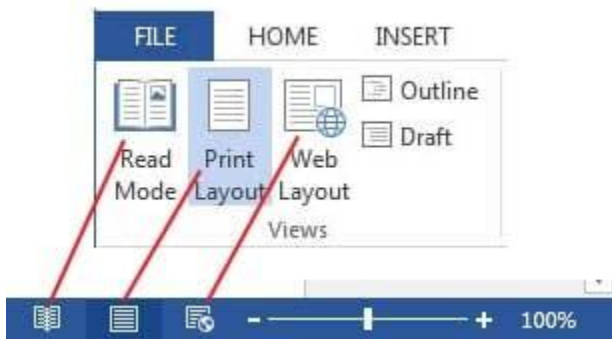 FILE HOME INSERT
Read Mode
Print Layout
Web Layout
Outline
Draft
Views
- + 100%